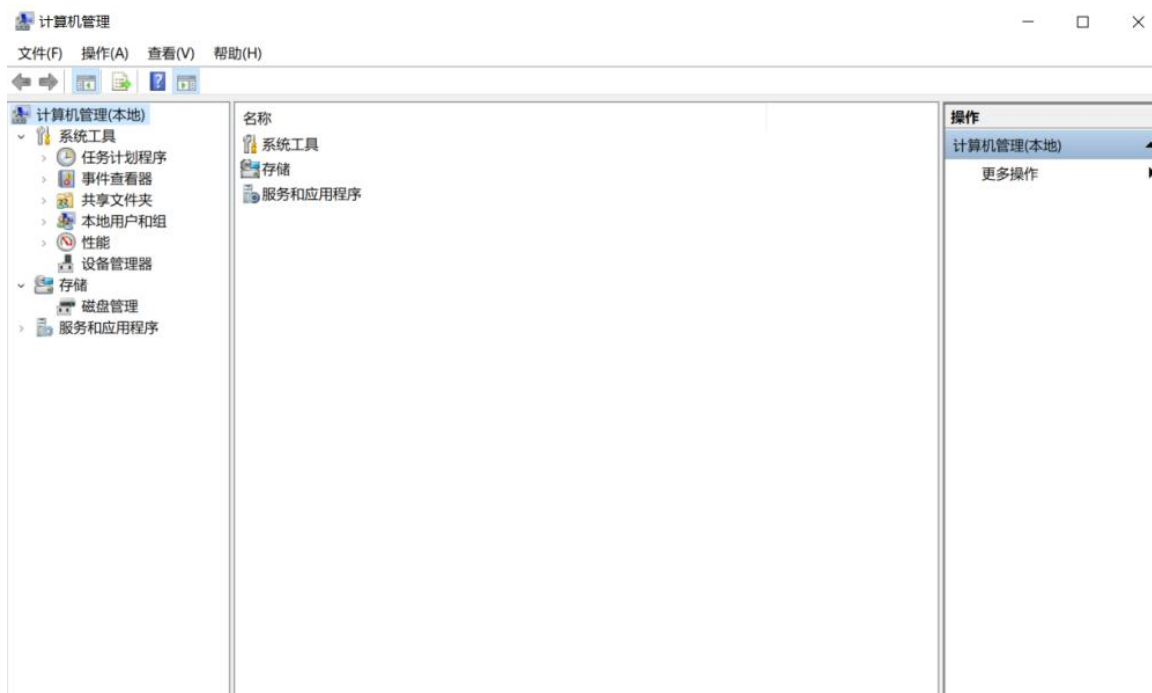 计算机管理
文件(F) 操作(A) 查看(V) 帮助(H)
计算机管理(本地)
系统工具
任务计划程序
事件查看器
共享文件夹
本地用户和组
性能
设备管理器
存储
磁盘管理
服务和应用程序
名称
系统工具
存储
服务和应用程序
操作
计算机管理(本地)
更多操作